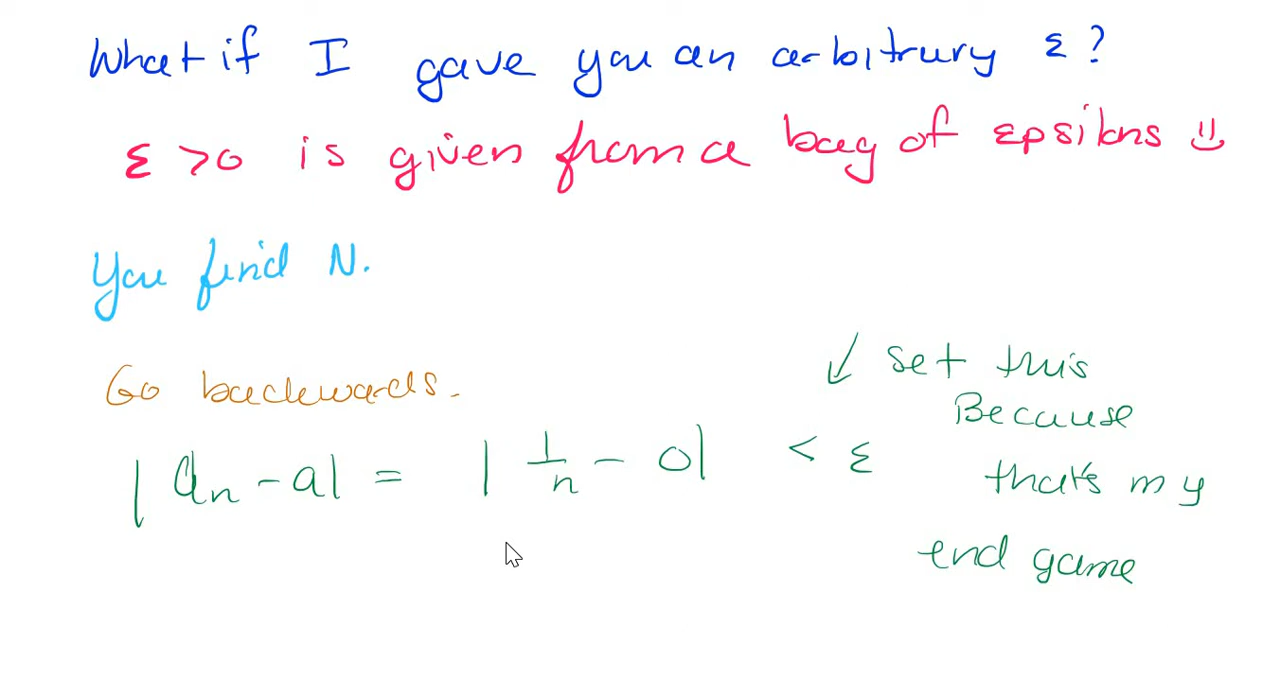 What if I gave you an arbitrury ε?
ε > 0 is given from a bag of epsilons :)
You find N.
Go backwards.
↙ set this
Because
|an - a| = | 1/n - 0| < ε
that's my
end game